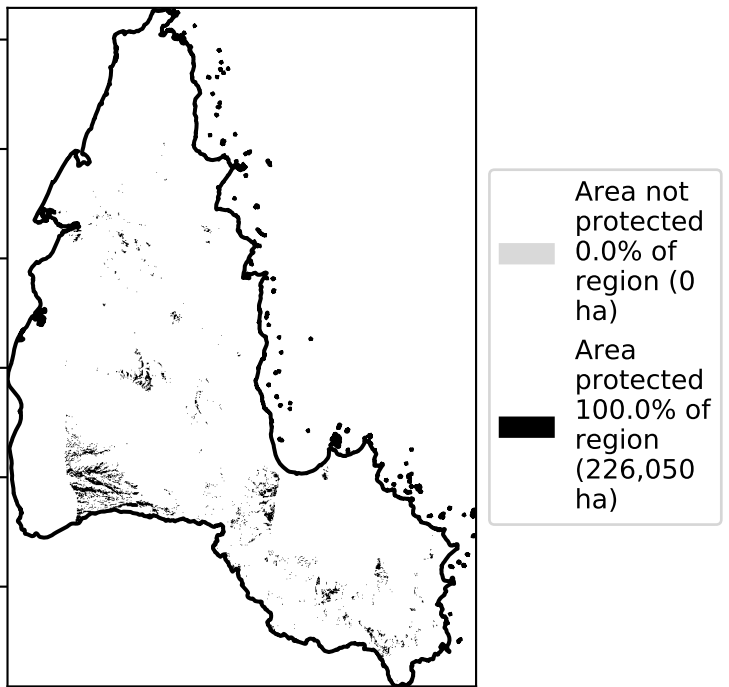 Area not
protected
0.0% of
region (0
ha)
Area
protected
100.0% of
region
(226,050
ha)